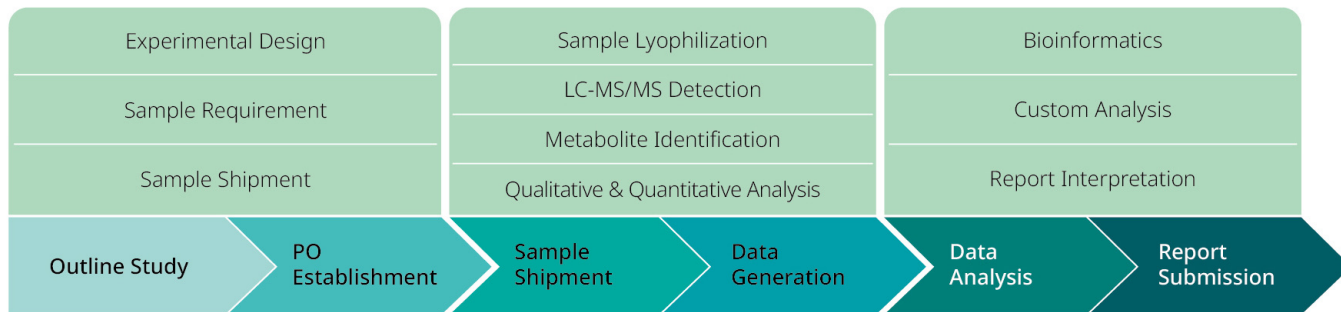 Experimental Design
Sample Requirement
Sample Shipment
Sample Lyophilization
LC-MS/MS Detection
Metabolite Identification
Qualitative & Quantitative Analysis
Bioinformatics
Custom Analysis
Report Interpretation
Outline Study
PO
Establishment
Sample
Shipment
Data
Generation
Data
Analysis
Report
Submission